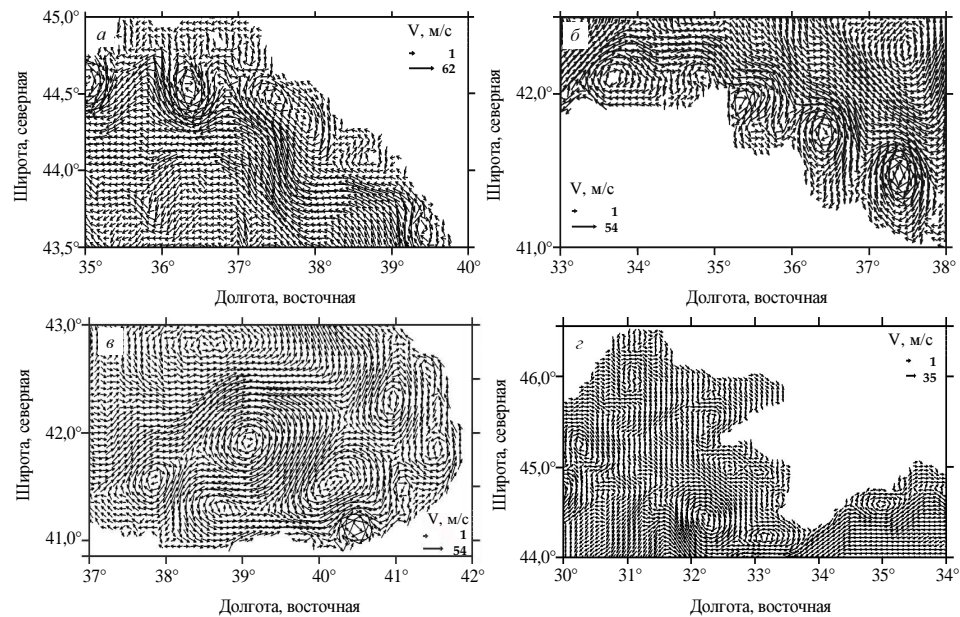 45,0°
а
V, м/с
1
62
44,5°
44,0°
43,5°
Широта, северная
35° 36° 37° 38° 39° 40°
Долгота, восточная
б
42,0°
41,0°
Широта, северная
V, м/с
1
54
33° 34° 35° 36° 37° 38°
Долгота, восточная
43,0°
в
42,0°
41,0°
Широта, северная
V, м/с
1
54
37° 38° 39° 40° 41° 42°
Долгота, восточная
г
V, м/с
1
35
46,0°
45,0°
44,0°
Широта, северная
30° 31° 32° 33° 34° 35° 34°
Долгота, восточная